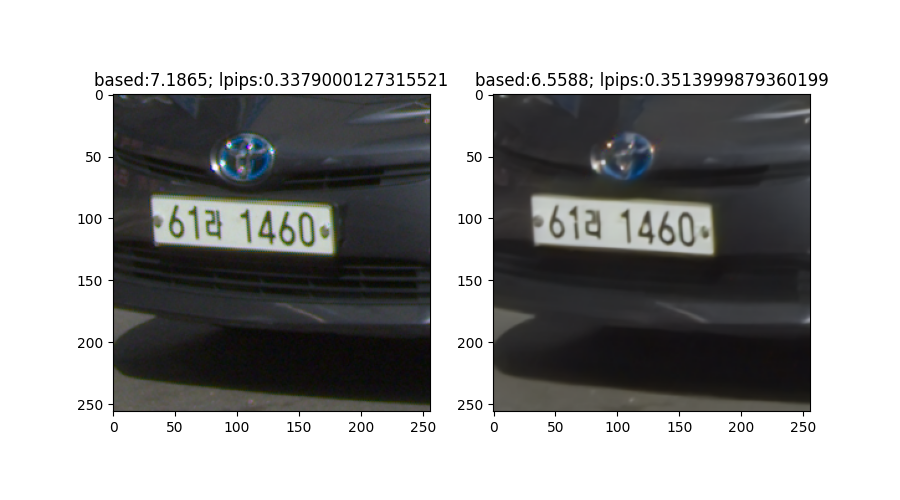 based:7.1865; lpips:0.3379000127315521
0
50
100
150
200
250
0 50 100 150 200 250
61라 1460
based:6.5588; lpips:0.3513999879360199
0
50
100
150
200
250
0 50 100 150 200 250
61라 1460